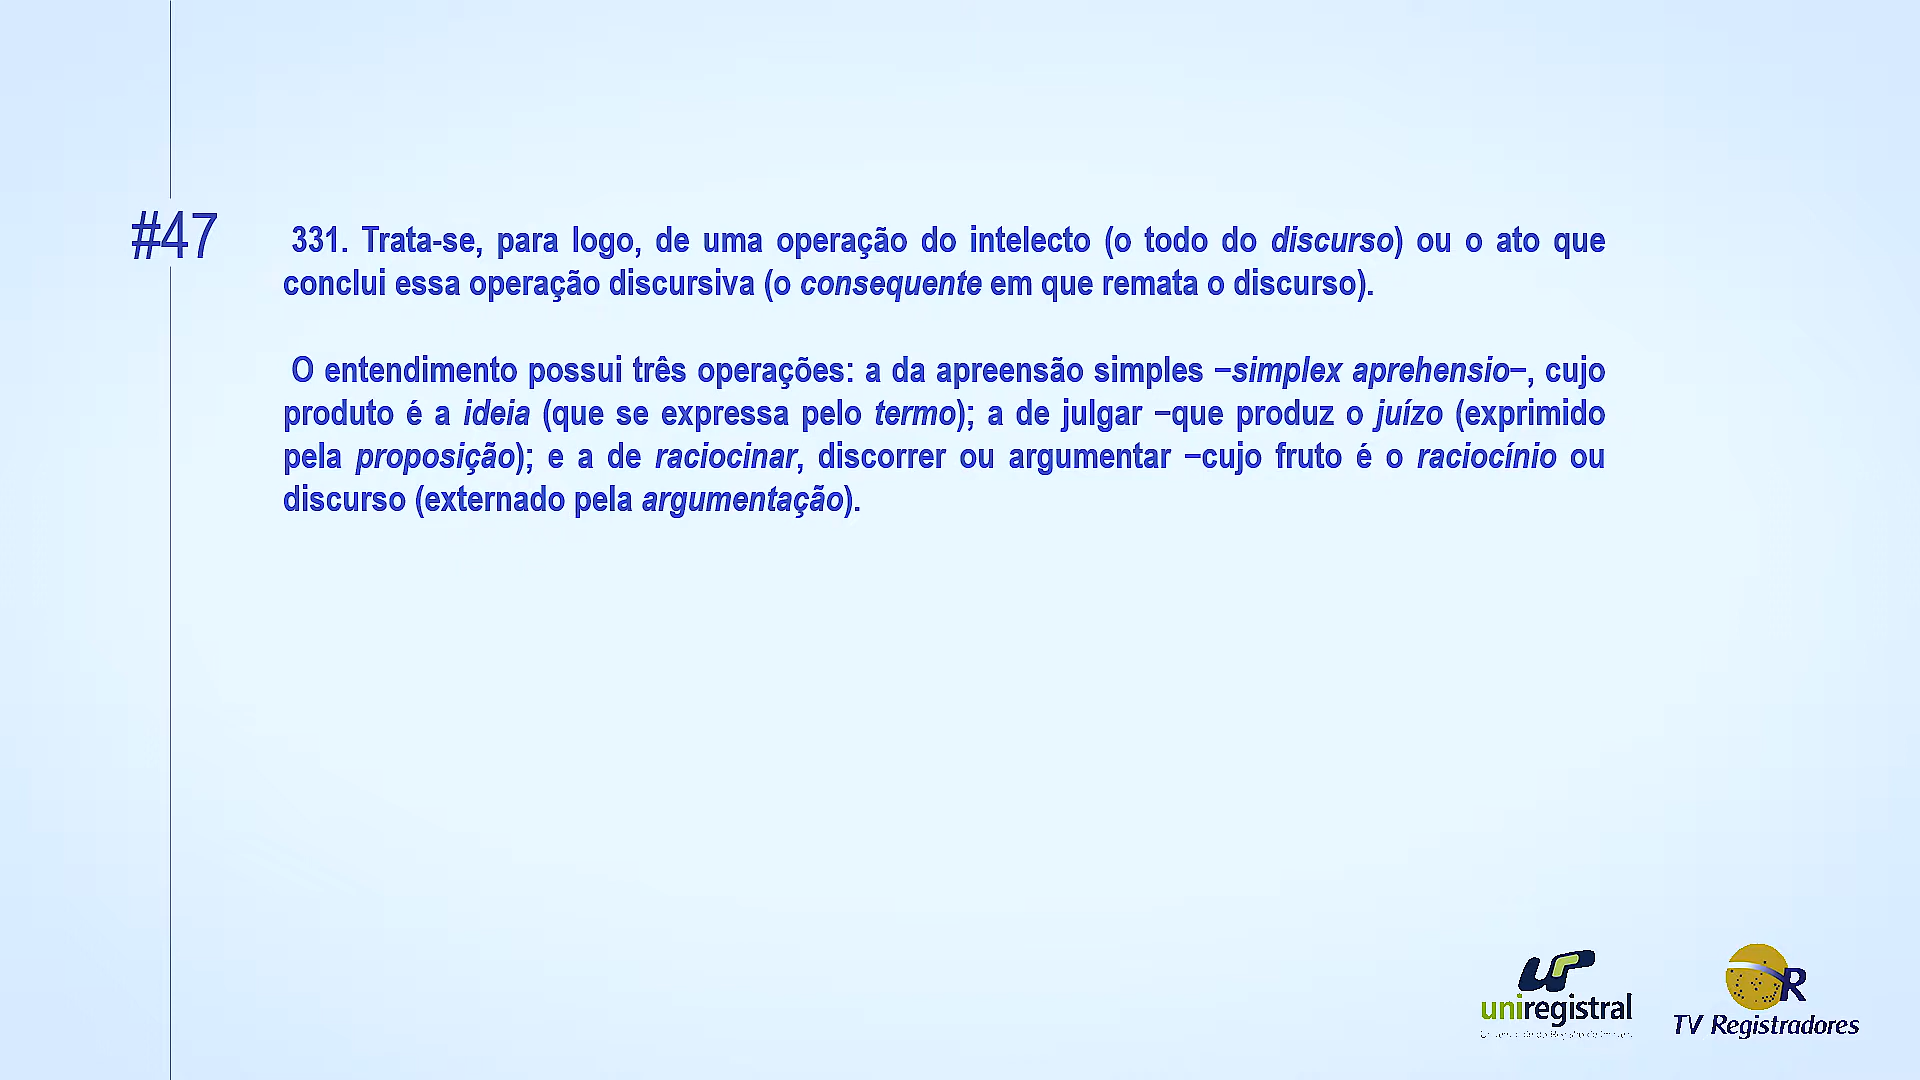 #47
331. Trata-se, para logo, de uma operação do intelecto (o todo do discurso) ou o ato que
conclui essa operação discursiva (o consequente em que remata o discurso).
O entendimento possui três operações: a da apreensão simples −simplex aprehensio−, cujo
produto é a ideia (que se expressa pelo termo); a de julgar −que produz o juízo (exprimido
pela proposição); e a de raciocinar, discorrer ou argumentar −cujo fruto é o raciocínio ou
discurso (externado pela argumentação).
uniregistral
R
TV Registradores